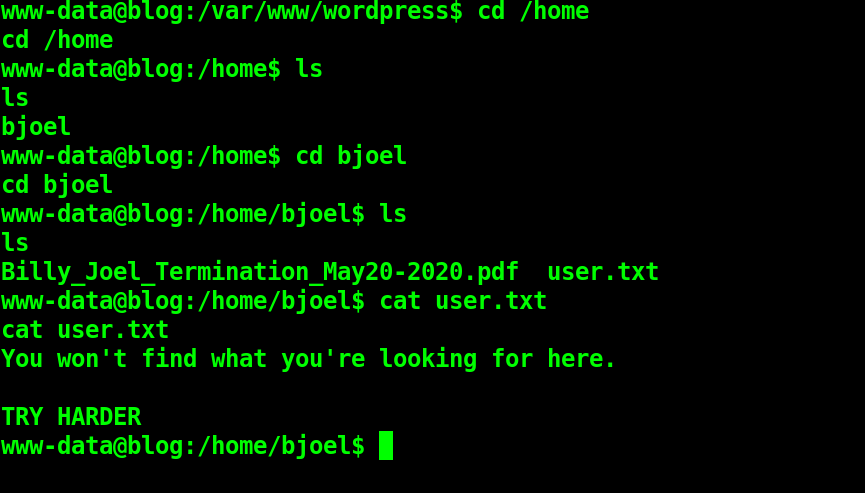 www-data@blog:/var/www/wordpress$ cd /home
cd /home
www-data@blog:/home$ ls
ls
bjoel
www-data@blog:/home$ cd bjoel
cd bjoel
www-data@blog:/home/bjoel$ ls
ls
Billy_Joel_Termination_May20-2020.pdf  user.txt
www-data@blog:/home/bjoel$ cat user.txt
cat user.txt
You won't find what you're looking for here.
TRY HARDER
www-data@blog:/home/bjoel$